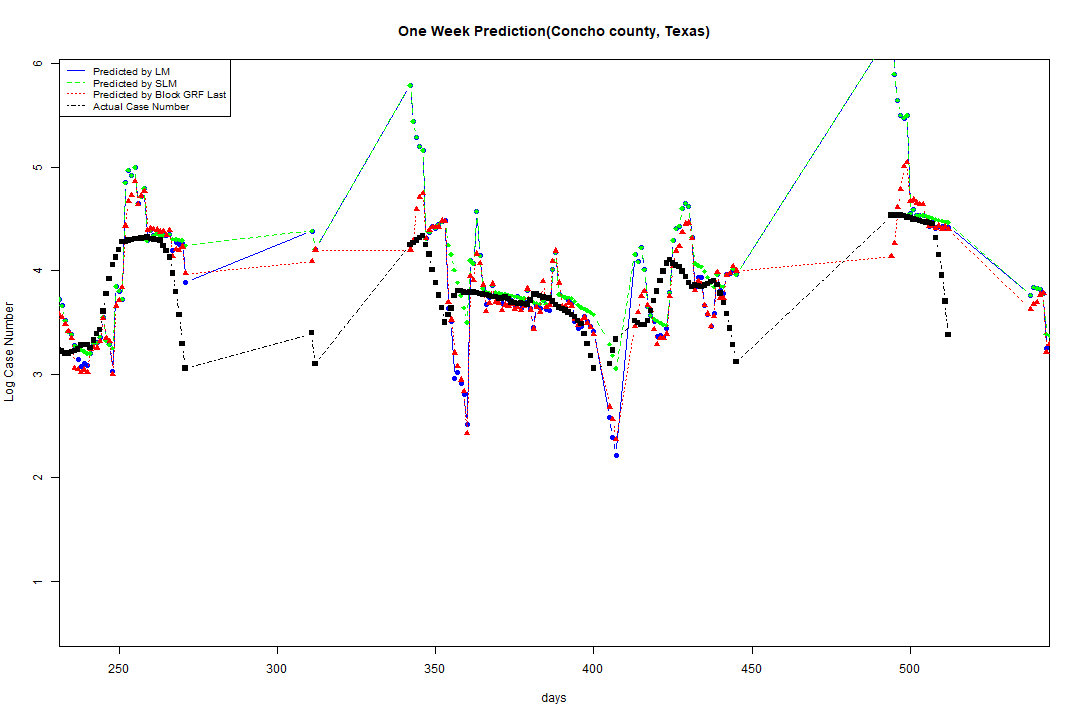 One Week Prediction(Concho county, Texas)
Predicted by LM
Predicted by SLM
Predicted by Block GRF Last
Actual Case Number
6
5
4
3
2
1
Log Case Number
250 300 350 400 450 500
days